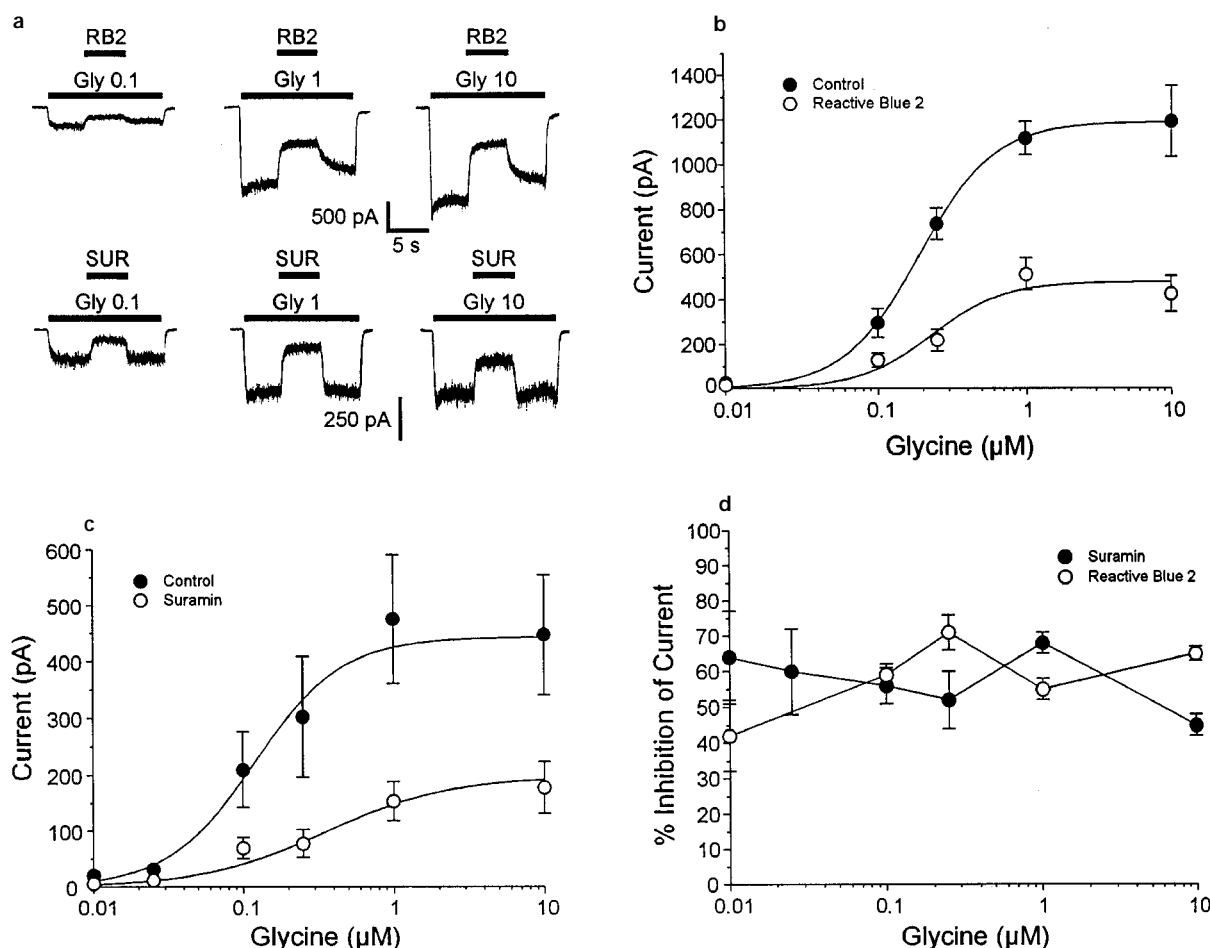 a
RB2
RB2
RB2
Gly 0.1
Gly 1
Gly 10
500 pA
5 s
SUR
SUR
SUR
Gly 0.1
Gly 1
Gly 10
250 pA
b
Control
Reactive Blue 2
Current (pA)
1400
1200
1000
800
600
400
200
0
0.01
0.1
1
10
Glycine (µM)
c
Control
Suramin
Current (pA)
600
500
400
300
200
100
0
0.01
0.1
1
10
Glycine (µM)
d
Suramin
Reactive Blue 2
% Inhibition of Current
100
90
80
70
60
50
40
30
20
10
0
0.01
0.1
1
10
Glycine (µM)